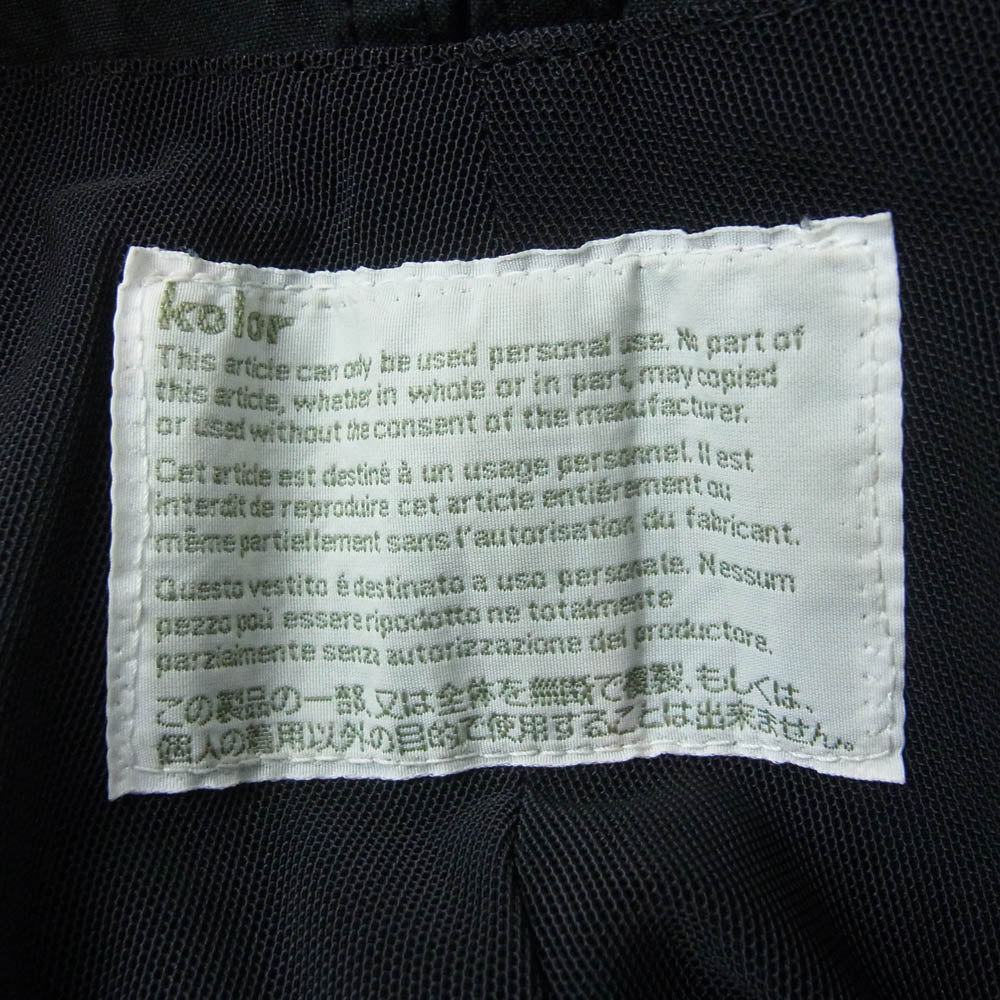 kolor
This article can only be used personal use. No part of
this article, whether in whole or in part, may copied
or used without the consent of the manufacturer.
Cet article est destiné à un usage personnel. Il est
interdit de reproduire cet article entiérement ou
même partiellement sans l'autorisation du fabricant.
Questo vestito é destinato a uso personale. Nessum
pezzo poù essere ripodotto ne totalmente
parzialmente senza autorizzazione del productore.
この製品の一部又は全体を無断で複製、もしくは、
個人の着用以外の目的で使用することは出来ません。